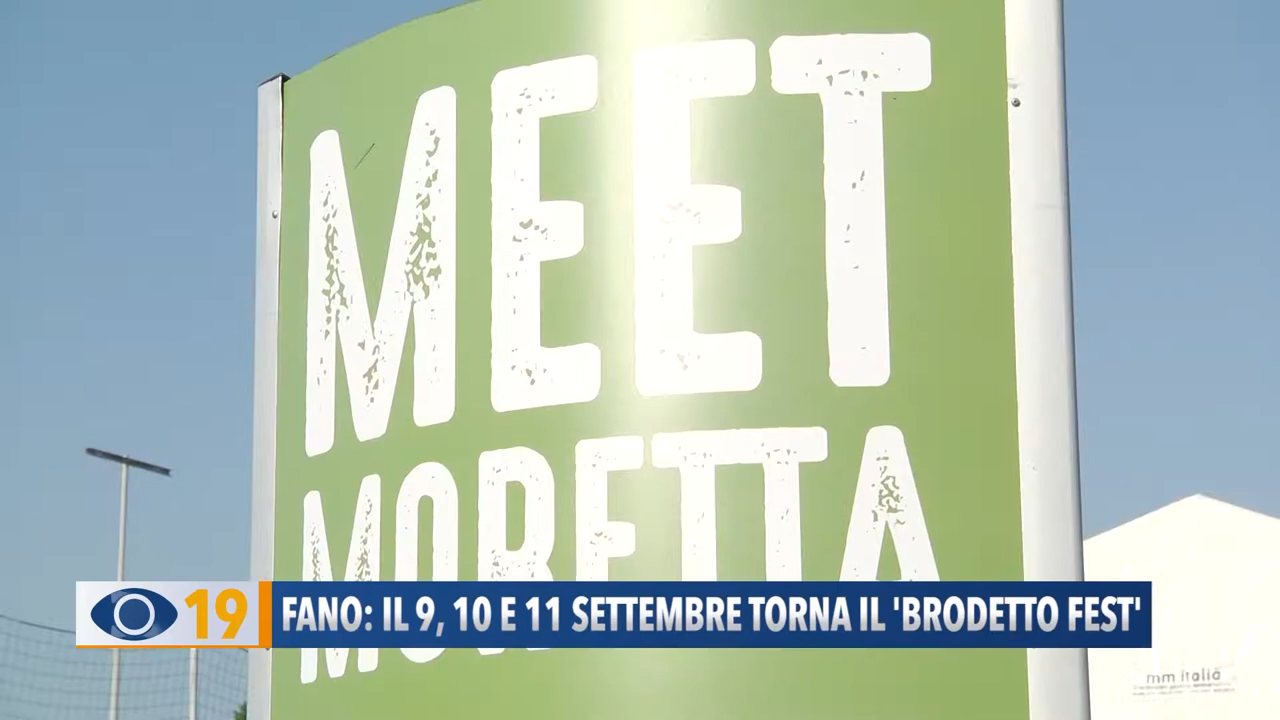 MEET
MORETTA
19 FANO: IL 9, 10 E 11 SETTEMBRE TORNA IL 'BRODETTO FEST'
mm italia